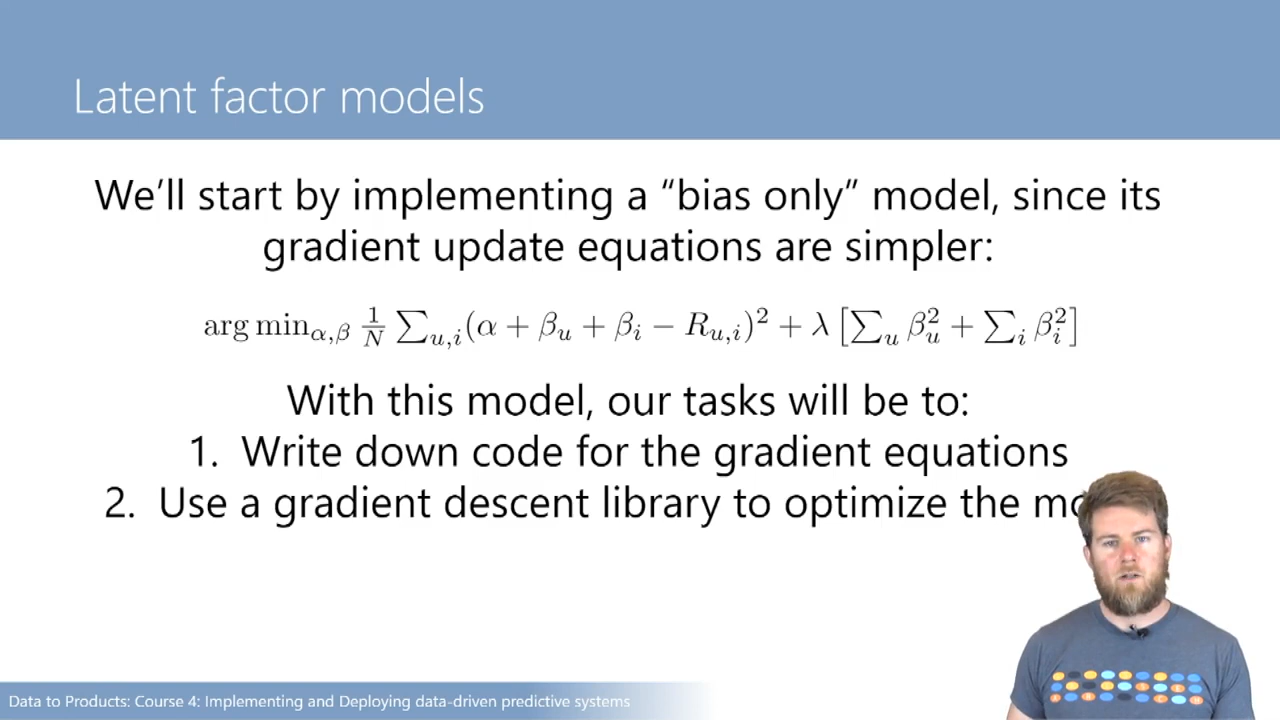 Latent factor models
We'll start by implementing a “bias only” model, since its
gradient update equations are simpler:
arg min_{α,β} \frac{1}{N} ∑_{u,i}(α + β_u + β_i − R_{u,i})² + λ [∑_u β_u² + ∑_i β_i²]
With this model, our tasks will be to:
1. Write down code for the gradient equations
2. Use a gradient descent library to optimize the
Data to Products: Course 4: Implementing and Deploying data-driven predictive systems